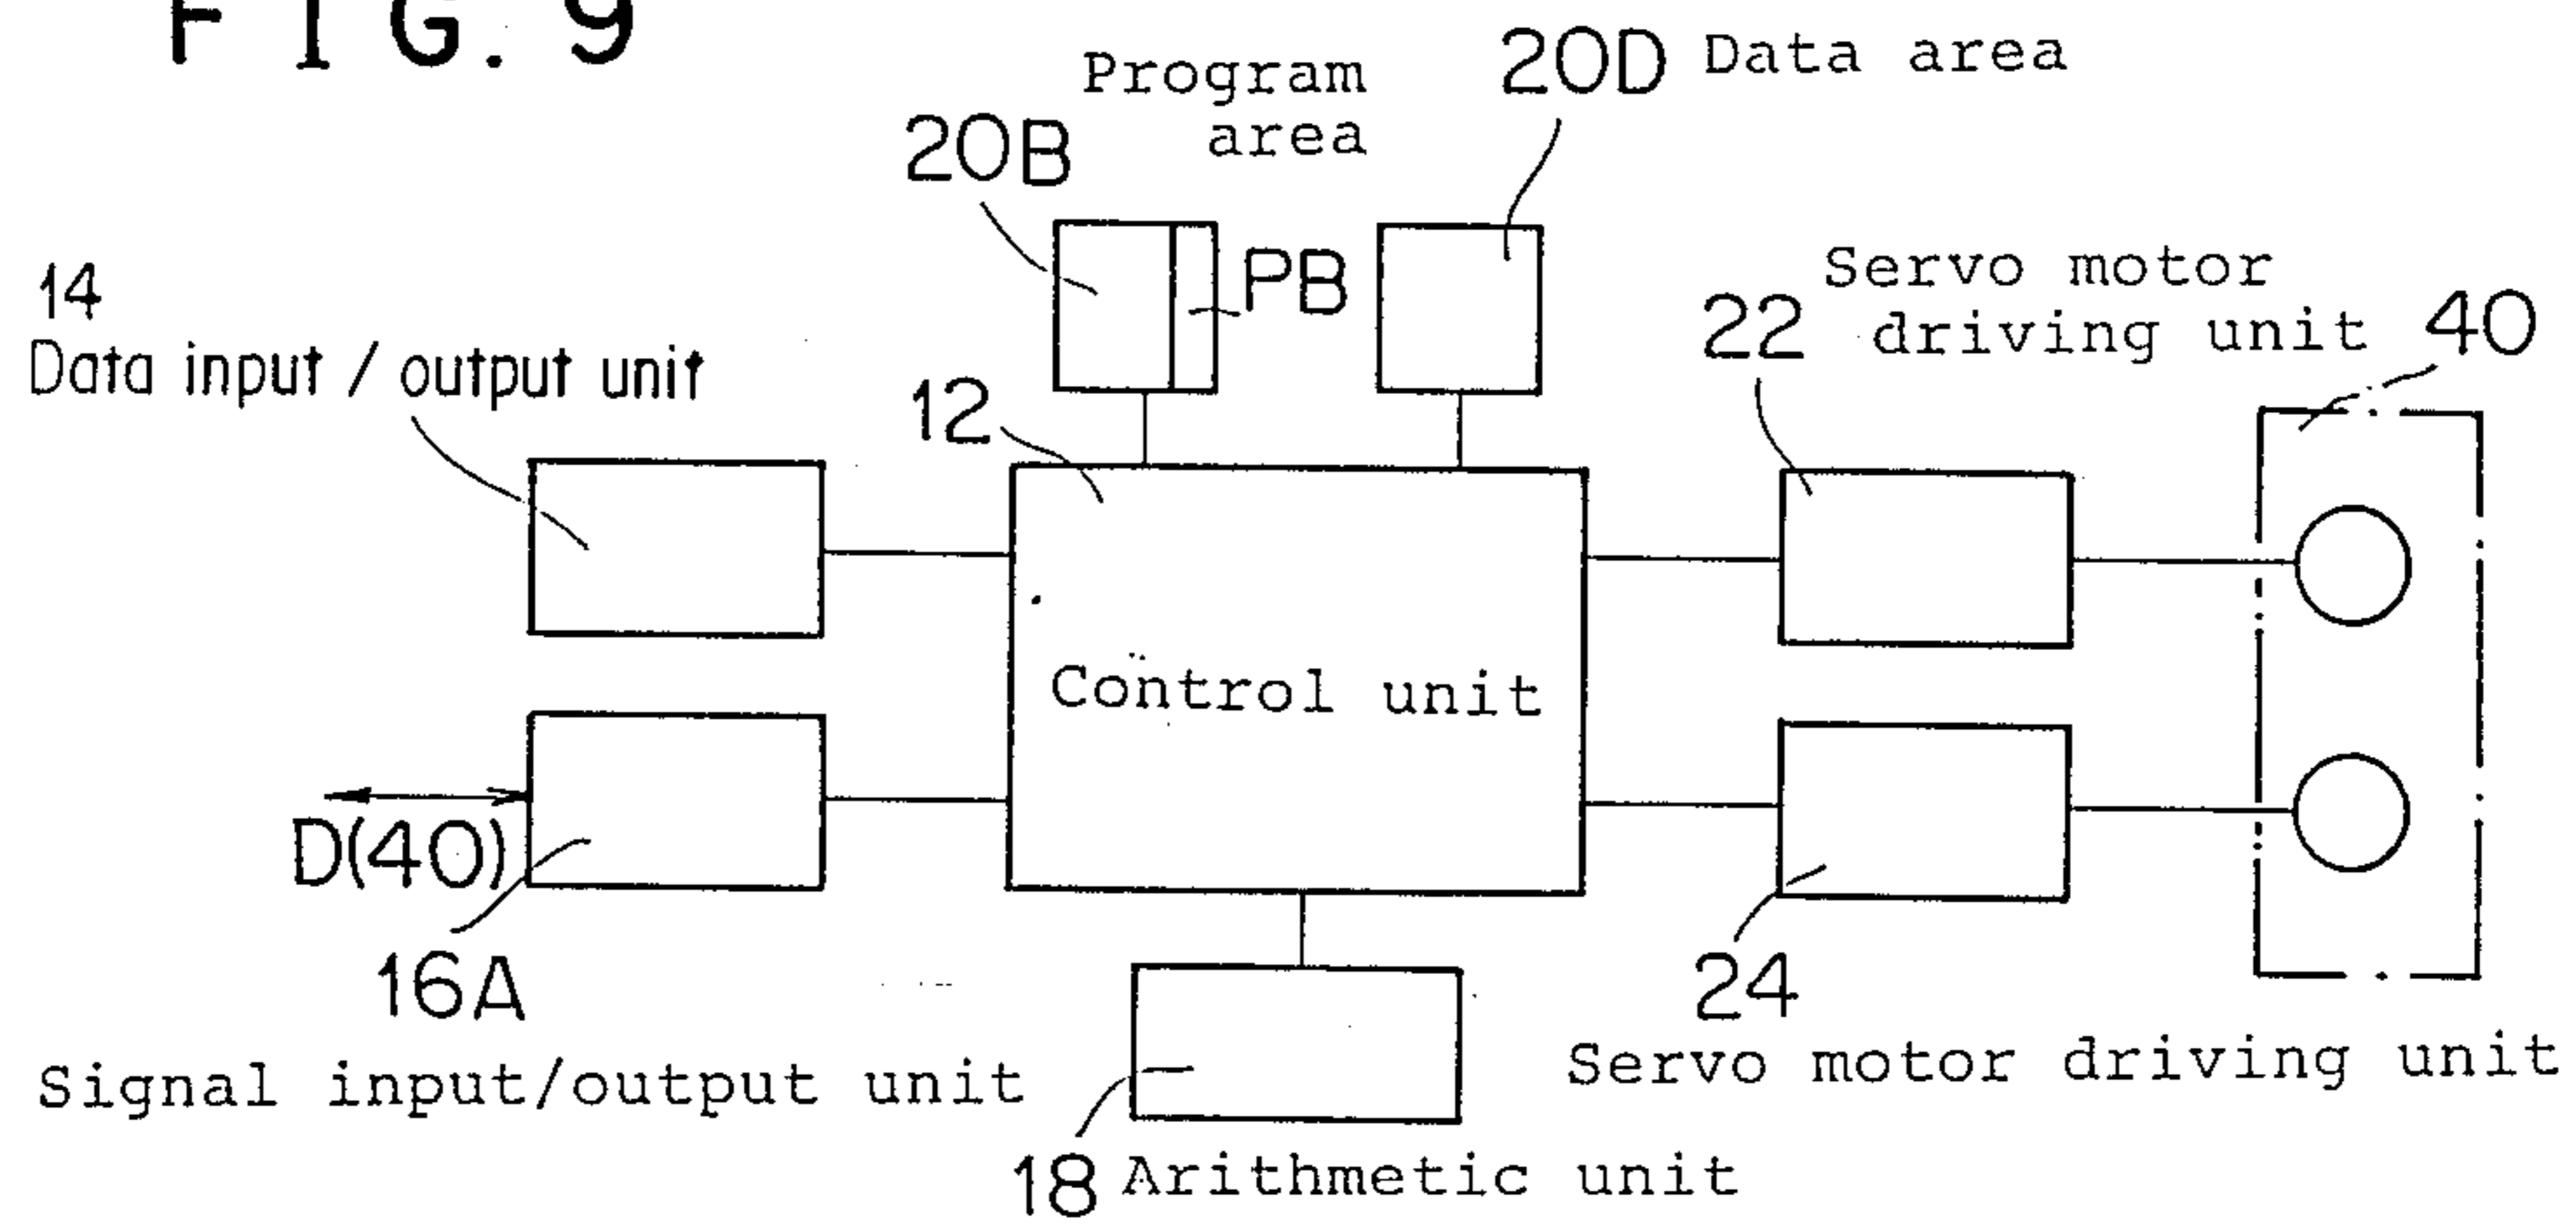 FIG. 9
Program
area
20B
20D Data area
PB
14
Data input / output unit
12
Servo motor
driving unit
22
40
Control unit
D(40)
16A
Signal input/output unit
24
Servo motor driving unit
18 Arithmetic unit